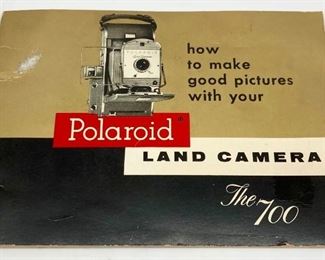 how
to make
good pictures
with your
Polaroid®
LAND CAMERA
The 700